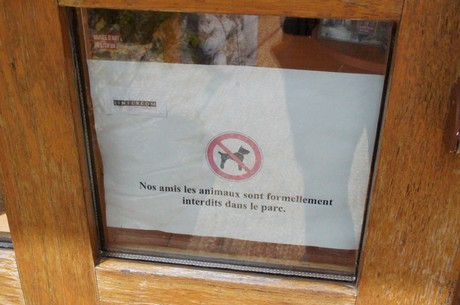 Nos amis les animaux sont formellement
interdits dans le parc.